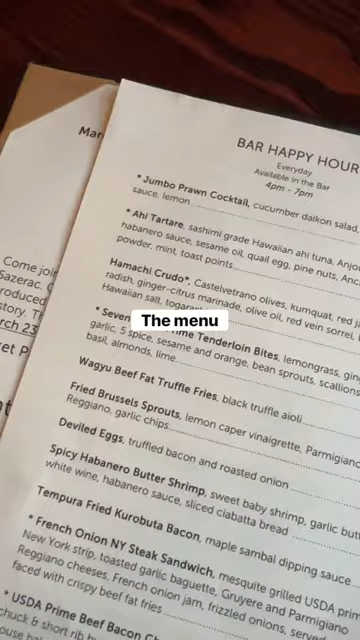 BAR HAPPY HOUR
Everyday
Available in the Bar
4pm - 7pm
* Jumbo Prawn Cocktail, cucumber daikon salad,
sauce, lemon
* Ahi Tartare, sashimi grade Hawaiian ahi tuna, Anjou
habanero sauce, sesame oil, quail egg, pine nuts,
powder, mint, toast points
Hamachi Crudo*, Castelvetrano olives, kumquat, red
radish, ginger-citrus marinade, olive oil, red vein sorrel,
Hawaiian salt,
The menu
* Seven Tenderloin Bites, lemongrass,
garlic, 5 spice, sesame and orange, bean sprouts, scallions
basil, almonds, lime
Wagyu Beef Fat Truffle Fries, black truffle aioli
Fried Brussels Sprouts, lemon caper vinaigrette, Parmigiano
Reggiano, garlic chips
Deviled Eggs, truffled bacon and roasted onion
Spicy Habanero Butter Shrimp, sweet baby shrimp, garlic
white wine, habanero sauce, sliced ciabatta bread
Tempura Fried Kurobuta Bacon, maple sambal dipping sauce
* French Onion NY Steak Sandwich, mesquite grilled USDA
New York strip, toasted garlic baguette, Gruyere and Parmigiano
Reggiano cheeses, French onion jam, frizzled onions, served
faced with crispy beef fat fries
* USDA Prime Beef Bacon
chuck & short rib
Come
Sazerac.